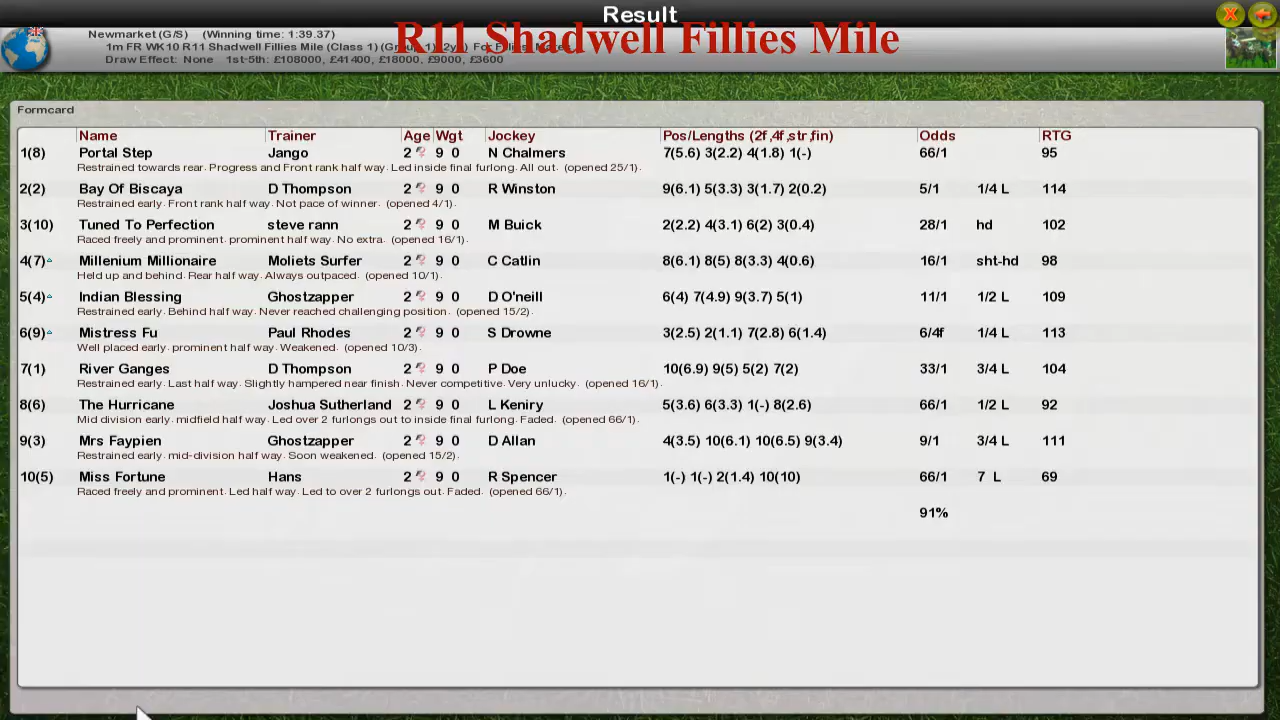 Result
R11 Shadwell Fillies Mile
Newmarket (G/S) (Winning time: 1:39.37)
1m FR WK10 R11 Shadwell Fillies Mile (Class 1) (Group 1) 2yo For Fillies
Draw Effect: None 1st-5th: £108000, £41400, £18000, £9000, £3600
Formcard
Name Trainer Age Wgt Jockey Pos/Lengths (2f,4f,str,fin) Odds RTG
1(8) Portal Step Jango 2 9 0 N Chalmers 7(5.6) 3(2.2) 4(1.8) 1(-) 66/1 95
Restrained towards rear. Progress and Front rank half way. Led inside final furlong. All out. (opened 25/1).
2(2) Bay Of Biscaya D Thompson 2 9 0 R Winston 9(6.1) 5(3.3) 3(1.7) 2(0.2) 5/1 1/4 L 114
Restrained early. Front rank half way. Not pace of winner. (opened 4/1).
3(10) Tuned To Perfection steve rann 2 9 0 M Buick 2(2.2) 4(3.1) 6(2) 3(0.4) 28/1 hd 102
Raced freely and prominent. prominent half way. No extra. (opened 16/1).
4(7) Millenium Millionaire Moliets Surfer 2 9 0 C Catlin 8(6.1) 8(5) 8(3.3) 4(0.6) 16/1 sht-hd 98
Held up and behind. Rear half way. Always outpaced. (opened 10/1).
5(4) Indian Blessing Ghostzapper 2 9 0 D O'neill 6(4) 7(4.9) 9(3.7) 5(1) 11/1 1/2 L 109
Restrained early. Behind half way. Never reached challenging position. (opened 15/2).
6(9) Mistress Fu Paul Rhodes 2 9 0 S Drowne 3(2.5) 2(1.1) 7(2.8) 6(1.4) 6/4f 1/4 L 113
Well placed early. prominent half way. Weakened. (opened 10/3).
7(1) River Ganges D Thompson 2 9 0 P Doe 10(6.9) 9(5) 5(2) 7(2) 33/1 3/4 L 104
Restrained early. Last half way. Slightly hampered near finish. Never competitive. Very unlucky. (opened 16/1).
8(6) The Hurricane Joshua Sutherland 2 9 0 L Keniry 5(3.6) 6(3.3) 1(-) 8(2.6) 66/1 1/2 L 92
Mid division early. midfield half way. Led over 2 furlongs out to inside final furlong. Faded. (opened 66/1).
9(3) Mrs Faypien Ghostzapper 2 9 0 D Allan 4(3.5) 10(6.1) 10(6.5) 9(3.4) 9/1 3/4 L 111
Restrained early. mid-division half way. Soon weakened. (opened 15/2).
10(5) Miss Fortune Hans 2 9 0 R Spencer 1(-) 1(-) 2(1.4) 10(10) 66/1 7 L 69
Raced freely and prominent. Led half way. Led to over 2 furlongs out. Faded. (opened 66/1).
91%